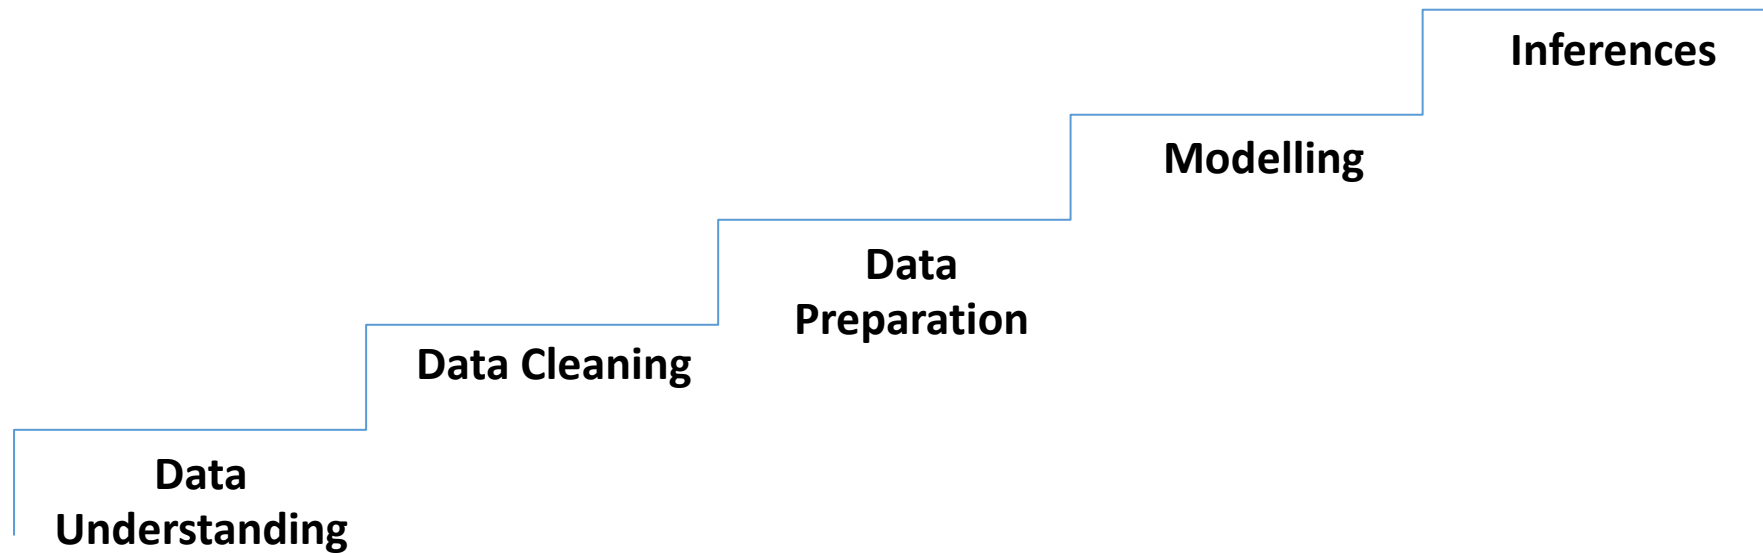 Inferences
Modelling
Data
Preparation
Data Cleaning
Data
Understanding